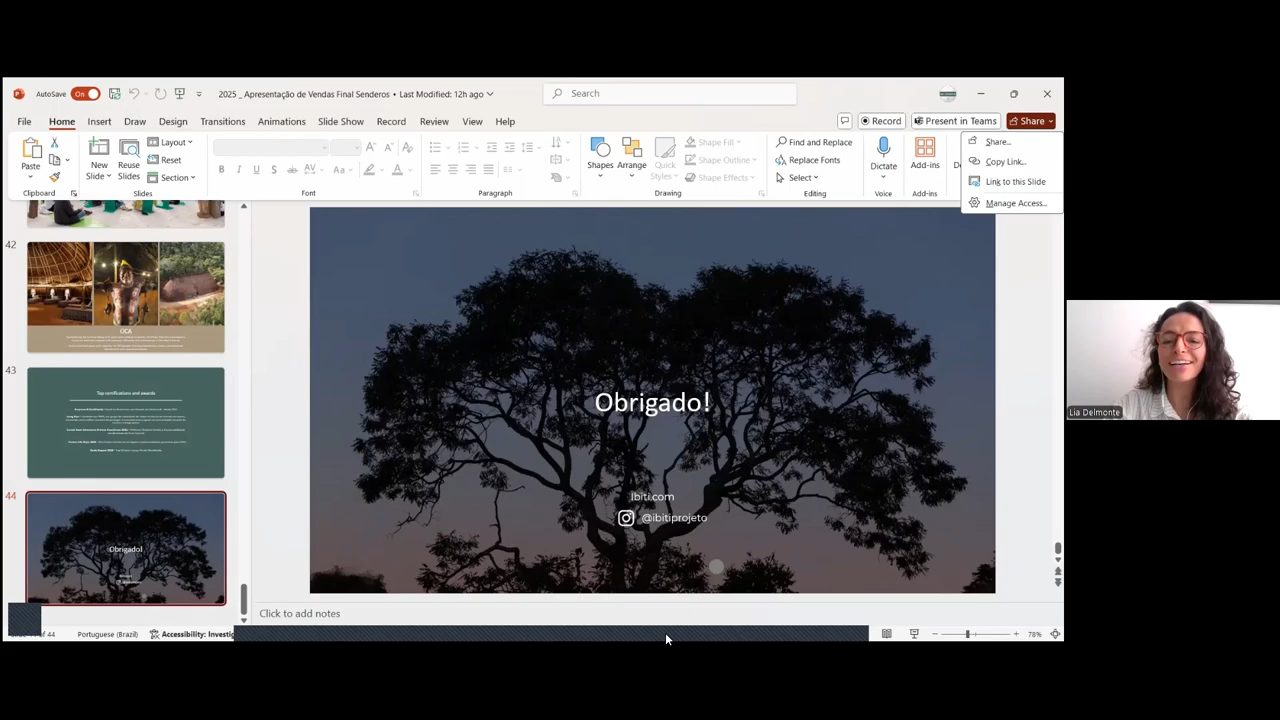 AutoSave On 2025 _ Apresentação de Vendas Final Senderos • Last Modified: 12h ago Search
File Home Insert Draw Design Transitions Animations Slide Show Record Review View Help Record Present in Teams Share
Paste
Clipboard
New
Slide
Reuse
Slides
Layout
Reset
Section
Slides
B I U S AV Aa A
Font
Paragraph
Shapes
Arrange
Quick
Styles
Shape Fill
Shape Outline
Shape Effects
Drawing
Find and Replace
Replace Fonts
Select
Editing
Dictate
Voice
Add-ins
Add-ins
Share...
Copy Link...
Link to this Slide
Manage Access...
42
OCA
43
Top certifications and awards
44
Obrigado!
Obrigado!
ibiti.com
@ibitiprojeto
Click to add notes
of 44 Portuguese (Brazil) Accessibility: Investig
78%
Lia Delmonte